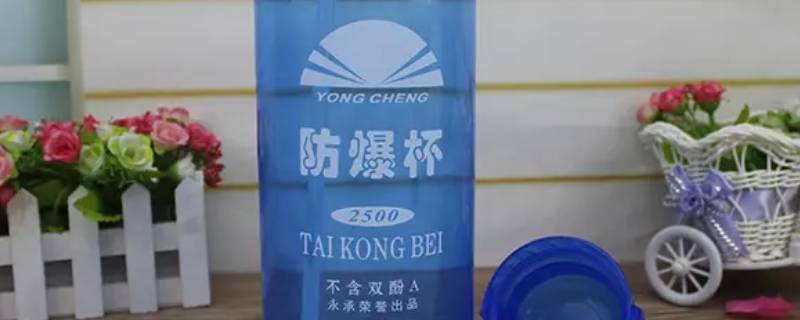 YONG CHENG
防爆杯
2500
TAI KONG BEI
不含双酚A
永承荣誉出品